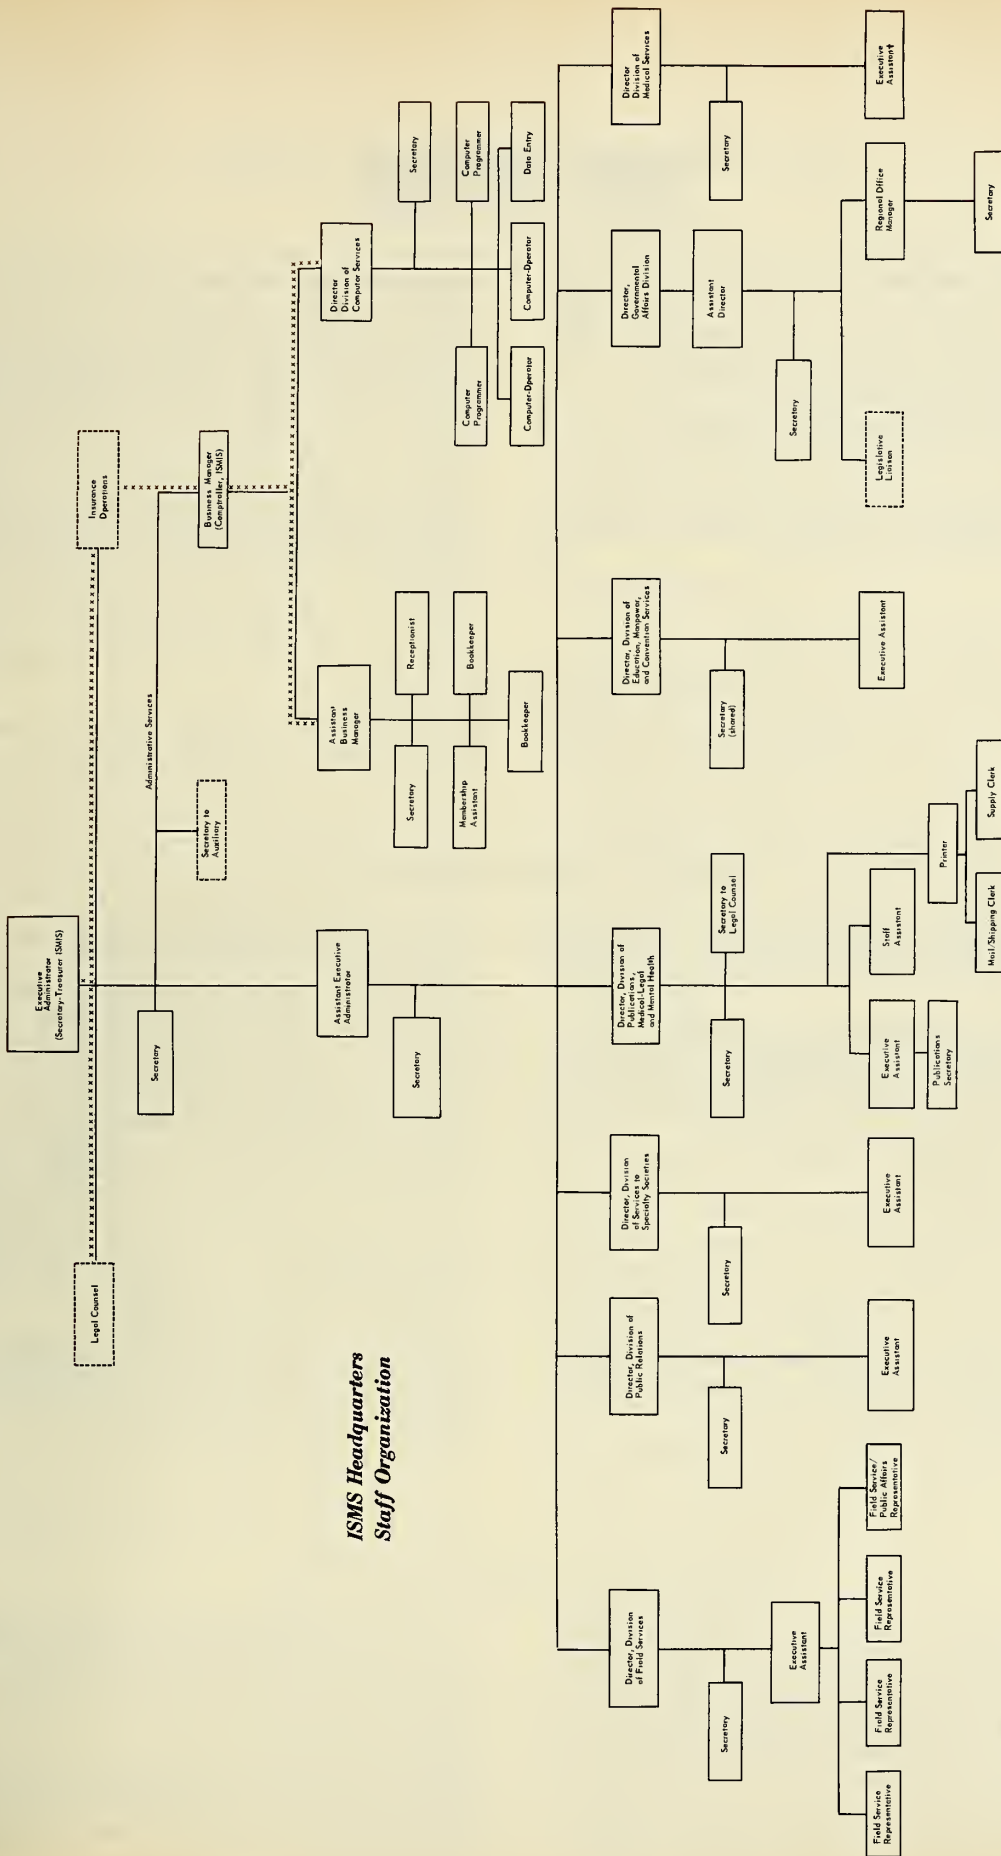 Executive
Administrator
(Secretary-Treasurer ISMIS)
Legal Counsel
Insurance
Operations
Administrative Services
Secretary
Secretary to
Auxiliary
Business Manager
(Comptroller, ISMIS)
ISMS Headquarters
Staff Organization
Assistant Executive
Administrator
Assistant
Business
Manager
Director
Division of
Computer Services
Secretary
Secretary
Receptionist
Secretary
Membership
Assistant
Bookkeeper
Computer
Programmer
Computer
Programmer
Bookkeeper
Computer-Operator
Computer-Operator
Data Entry
Director, Division
of Field Services
Director, Division of
Public Relations
Director, Division
of Services to
Specialty Societies
Director, Division of
Publications,
Medical-Legal
and Mental Health
Director, Division of
Education, Manpower,
and Convention Services
Director,
Governmental
Affairs Division
Director
Division of
Medical Services
Secretary
Secretary
Secretary
Secretary
Secretary to
Legal Counsel
Secretary
(shared)
Assistant
Director
Secretary
Executive
Assistant
Secretary
Field Service
Representative
Field Service
Representative
Field Service
Representative
Field Service/
Public Affairs
Representative
Executive
Assistant
Executive
Assistant
Executive
Assistant
Staff
Assistant
Executive Assistant
Legislative
Liaison
Regional Office
Manager
Executive
Assistant†
Publications
Secretary
Printer
Mail/Shipping Clerk
Supply Clerk
Secretary